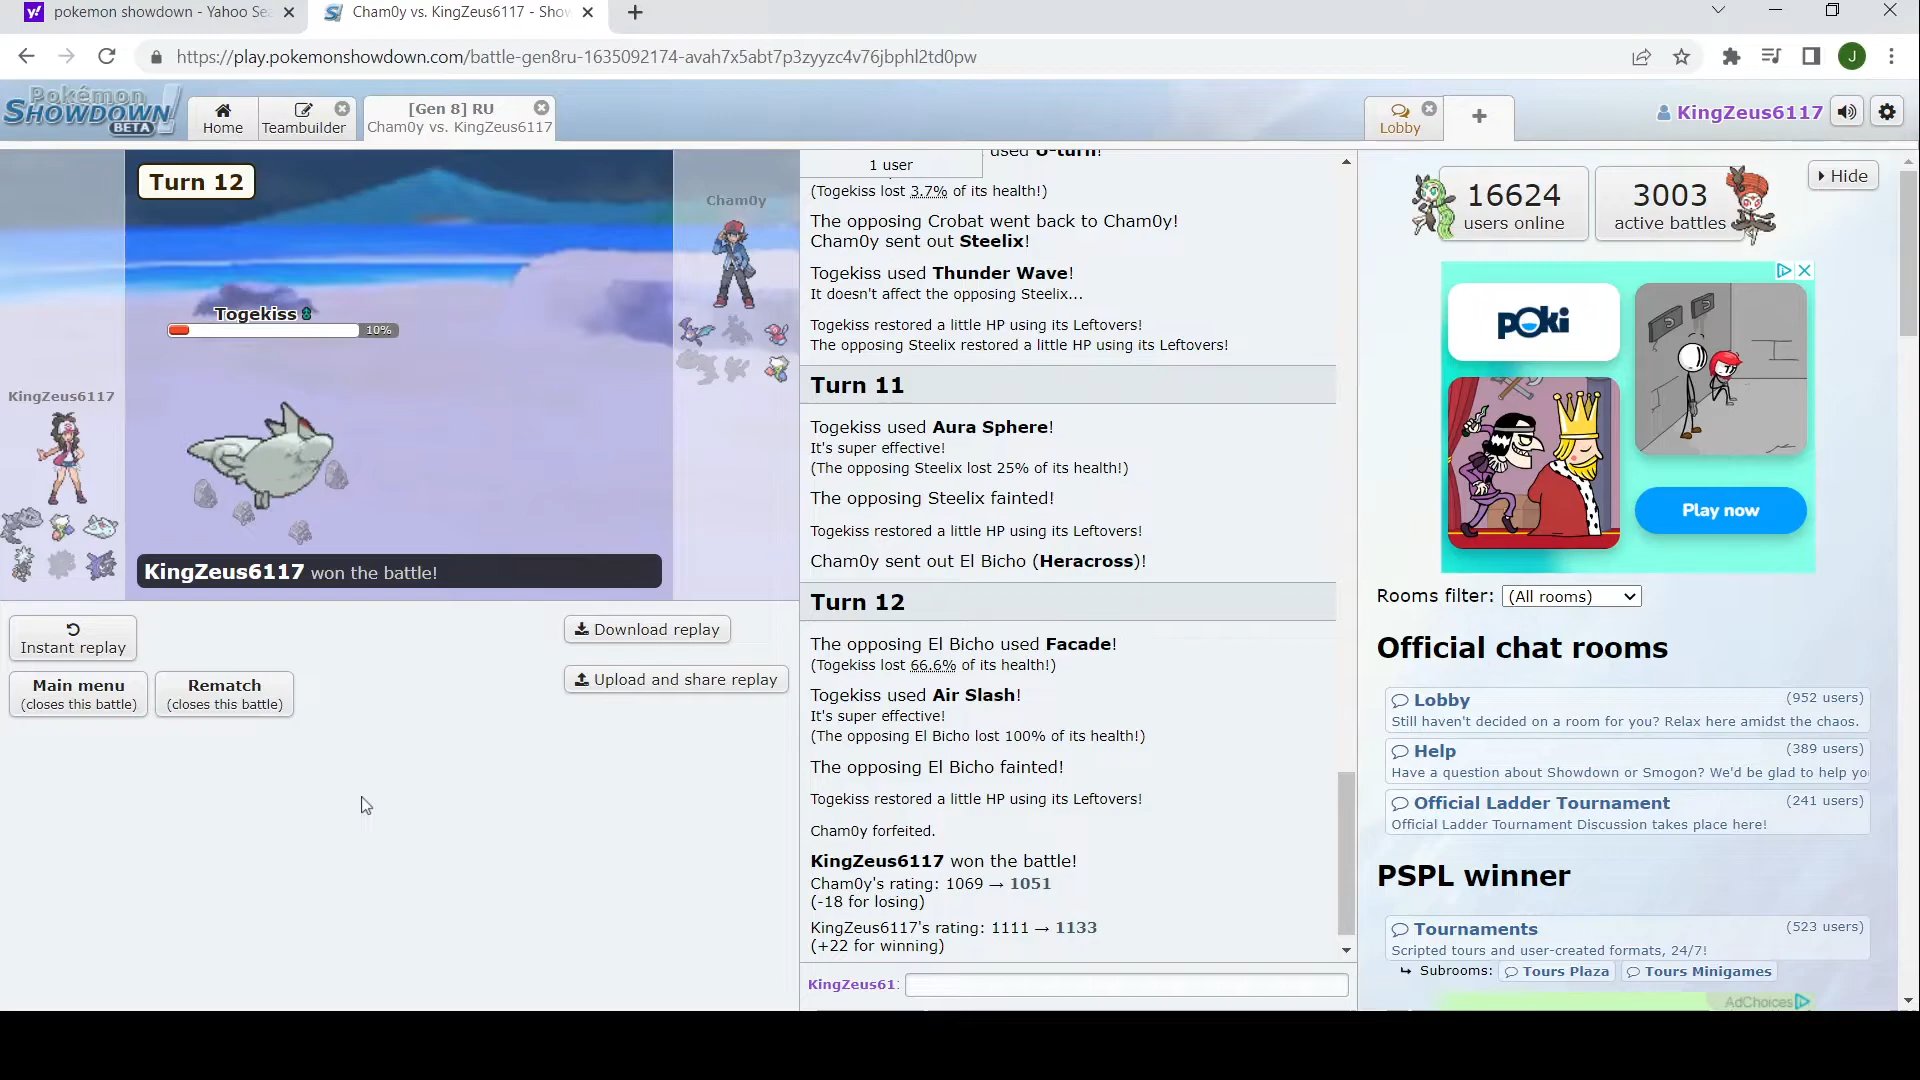 pokemon showdown - Yahoo Sea
Cham0y vs. KingZeus6117 - Show
https://play.pokemonshowdown.com/battle-gen8ru-1635092174-avah7x5abt7p3zyyzc4v76jbphl2td0pw
J
Pokémon
SHOWDOWN!
BETA
Home
Teambuilder
[Gen 8] RU
Cham0y vs. KingZeus6117
Lobby
KingZeus6117
Turn 12
Cham0y
Togekiss
10%
KingZeus6117
KingZeus6117 won the battle!
Instant replay
Download replay
Upload and share replay
Main menu
(closes this battle)
Rematch
(closes this battle)
1 user
used U-turn!
(Togekiss lost 3.7% of its health!)
The opposing Crobat went back to Cham0y!
Cham0y sent out Steelix!
Togekiss used Thunder Wave!
It doesn't affect the opposing Steelix...
Togekiss restored a little HP using its Leftovers!
The opposing Steelix restored a little HP using its Leftovers!
Turn 11
Togekiss used Aura Sphere!
It's super effective!
(The opposing Steelix lost 25% of its health!)
The opposing Steelix fainted!
Togekiss restored a little HP using its Leftovers!
Cham0y sent out El Bicho (Heracross)!
Turn 12
The opposing El Bicho used Facade!
(Togekiss lost 66.6% of its health!)
Togekiss used Air Slash!
It's super effective!
(The opposing El Bicho lost 100% of its health!)
The opposing El Bicho fainted!
Togekiss restored a little HP using its Leftovers!
Cham0y forfeited.
KingZeus6117 won the battle!
Cham0y's rating: 1069 → 1051
(-18 for losing)
KingZeus6117's rating: 1111 → 1133
(+22 for winning)
KingZeus61:
16624
users online
3003
active battles
Hide
poki
Play now
Rooms filter: (All rooms)
Official chat rooms
Lobby (952 users)
Still haven't decided on a room for you? Relax here amidst the chaos.
Help (389 users)
Have a question about Showdown or Smogon? We'd be glad to help yo
Official Ladder Tournament (241 users)
Official Ladder Tournament Discussion takes place here!
PSPL winner
Tournaments (523 users)
Scripted tours and user-created formats, 24/7!
Subrooms: Tours Plaza Tours Minigames
AdChoices